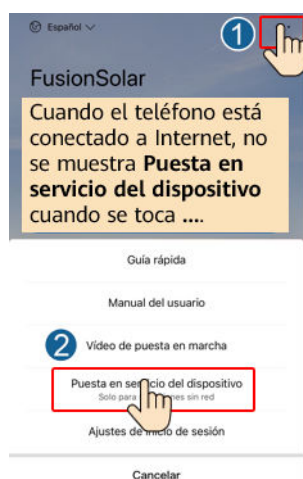 Español
1
FusionSolar
Cuando el teléfono está
conectado a Internet, no
se muestra Puesta en
servicio del dispositivo
cuando se toca ....
Guía rápida
Manual del usuario
2 Vídeo de puesta en marcha
Puesta en servicio del dispositivo
Solo para sin red
Ajustes de inicio de sesión
Cancelar